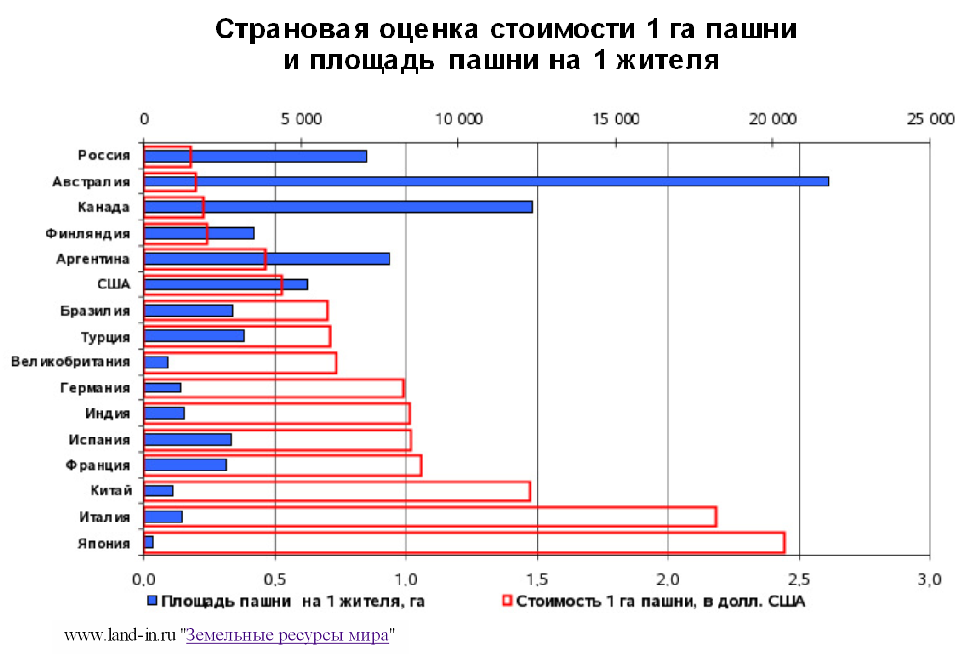 Страновая оценка стоимости 1 га пашни
и площадь пашни на 1 жителя
0 5 000 10 000 15 000 20 000 25 000
Россия
Австралия
Канада
Финляндия
Аргентина
США
Бразилия
Турция
Великобритания
Германия
Индия
Испания
Франция
Китай
Италия
Япония
0,0 0,5 1,0 1,5 2,0 2,5 3,0
Площадь пашни на 1 жителя, га Стоимость 1 га пашни, в долл. США
www.land-in.ru "Земельные ресурсы мира"